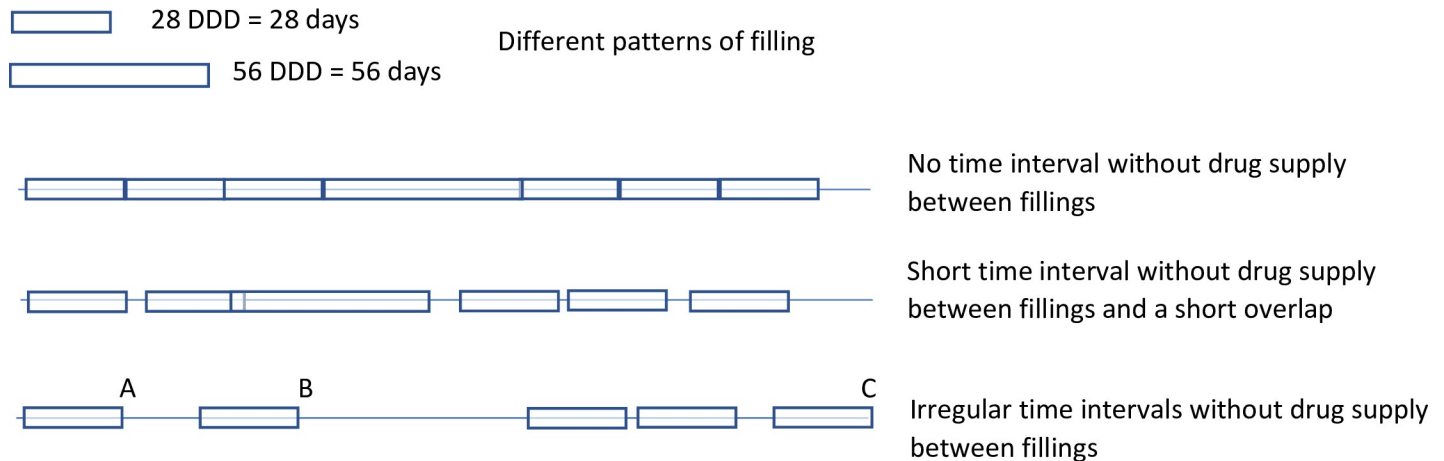 28 DDD = 28 days
Different patterns of filling
56 DDD = 56 days
No time interval without drug supply
between fillings
Short time interval without drug supply
between fillings and a short overlap
A
B
C
Irregular time intervals without drug supply
between fillings